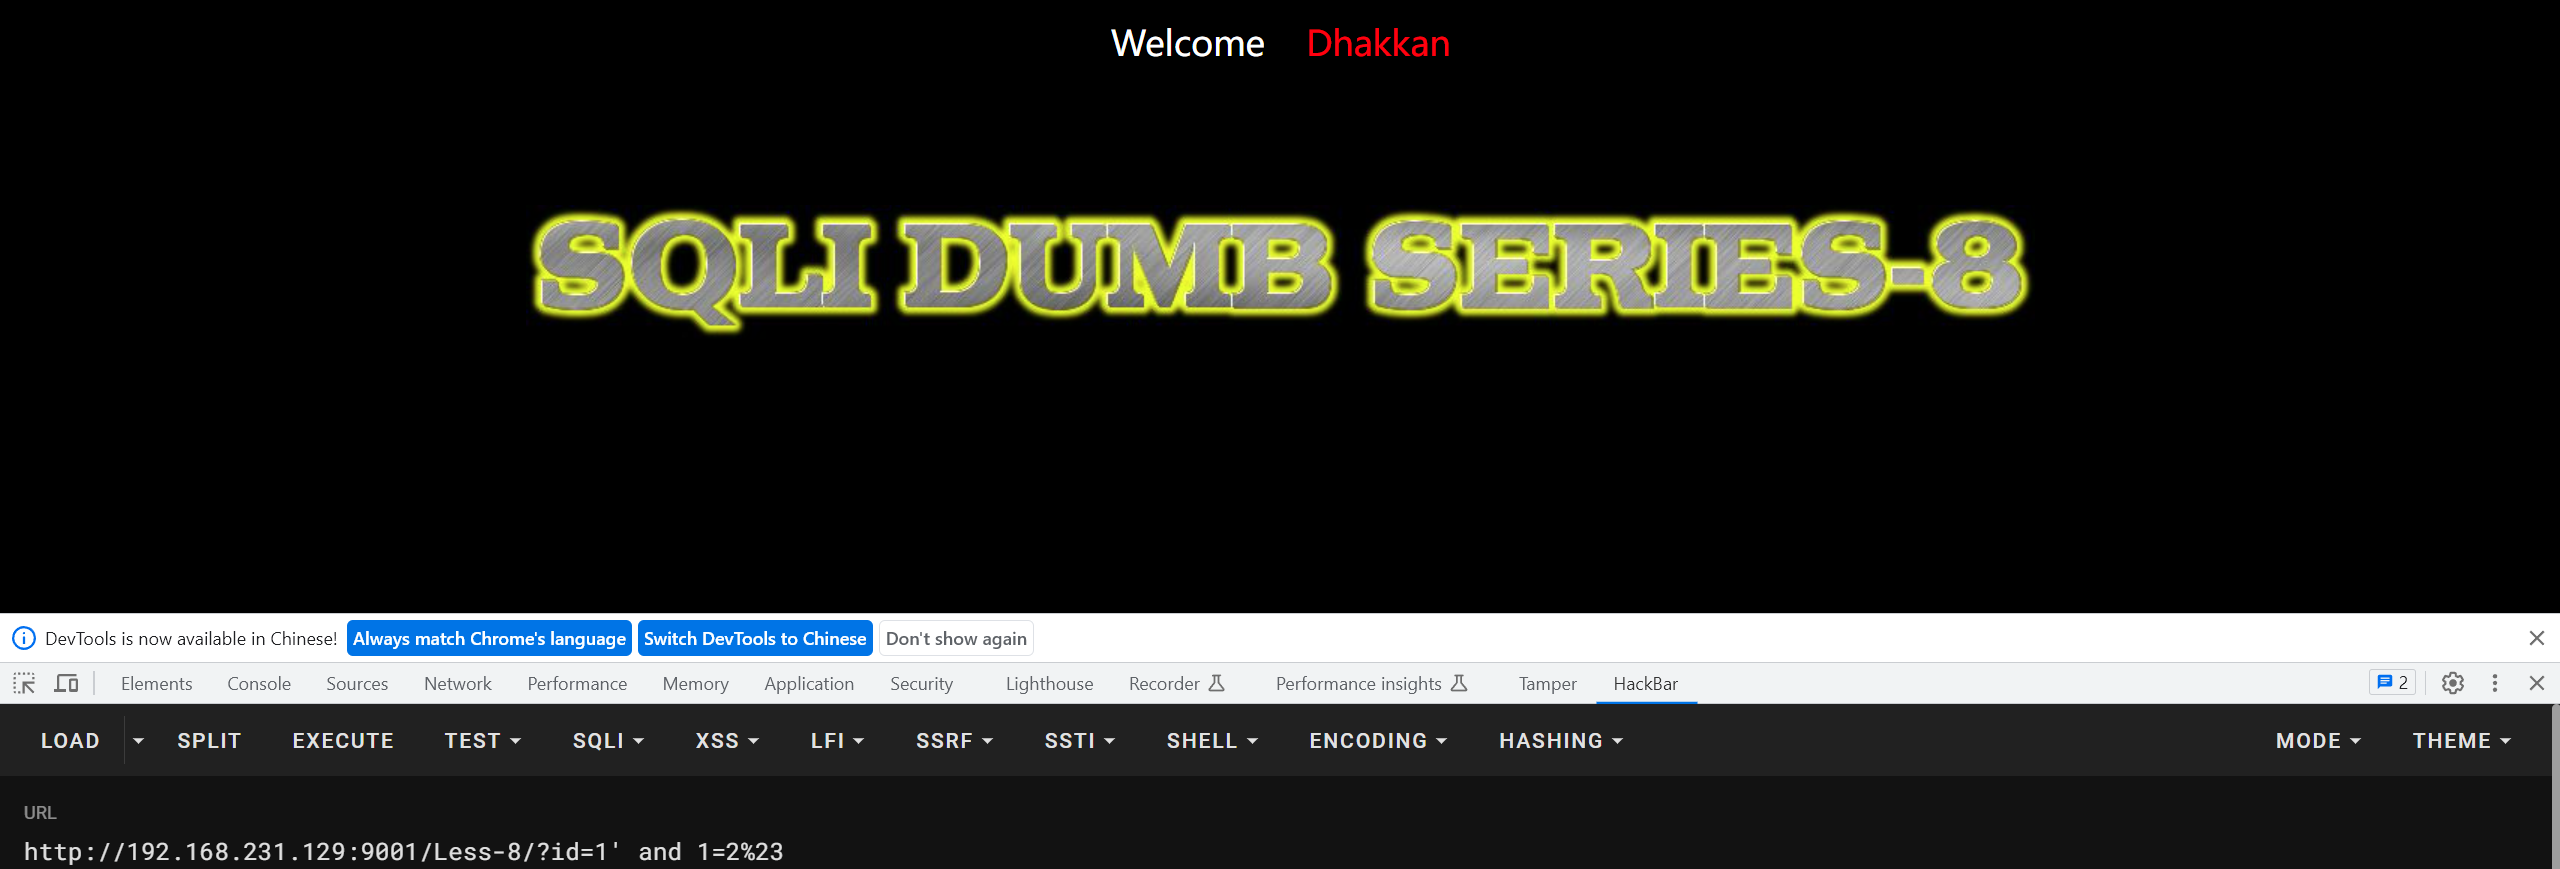 Welcome Dhakkan
SQLI DUMB SERIES-8
DevTools is now available in Chinese! Always match Chrome's language Switch DevTools to Chinese Don't show again
Elements Console Sources Network Performance Memory Application Security Lighthouse Recorder Performance insights Tamper HackBar 2
LOAD SPLIT EXECUTE TEST SQLI XSS LFI SSRF SSTI SHELL ENCODING HASHING MODE THEME
URL
http://192.168.231.129:9001/Less-8/?id=1' and 1=2%23